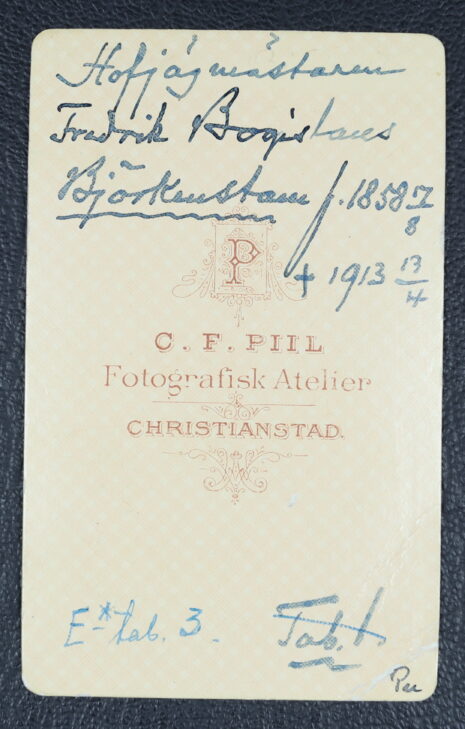 Hofjägmästaren
Fredrik Bogislaus
Björkenstam f. 1858 7/8
+ 1913 13/4
P
C. F. PIIL
Fotografisk Atelier
CHRISTIANSTAD.
E* tab. 3.
Tab. 1.